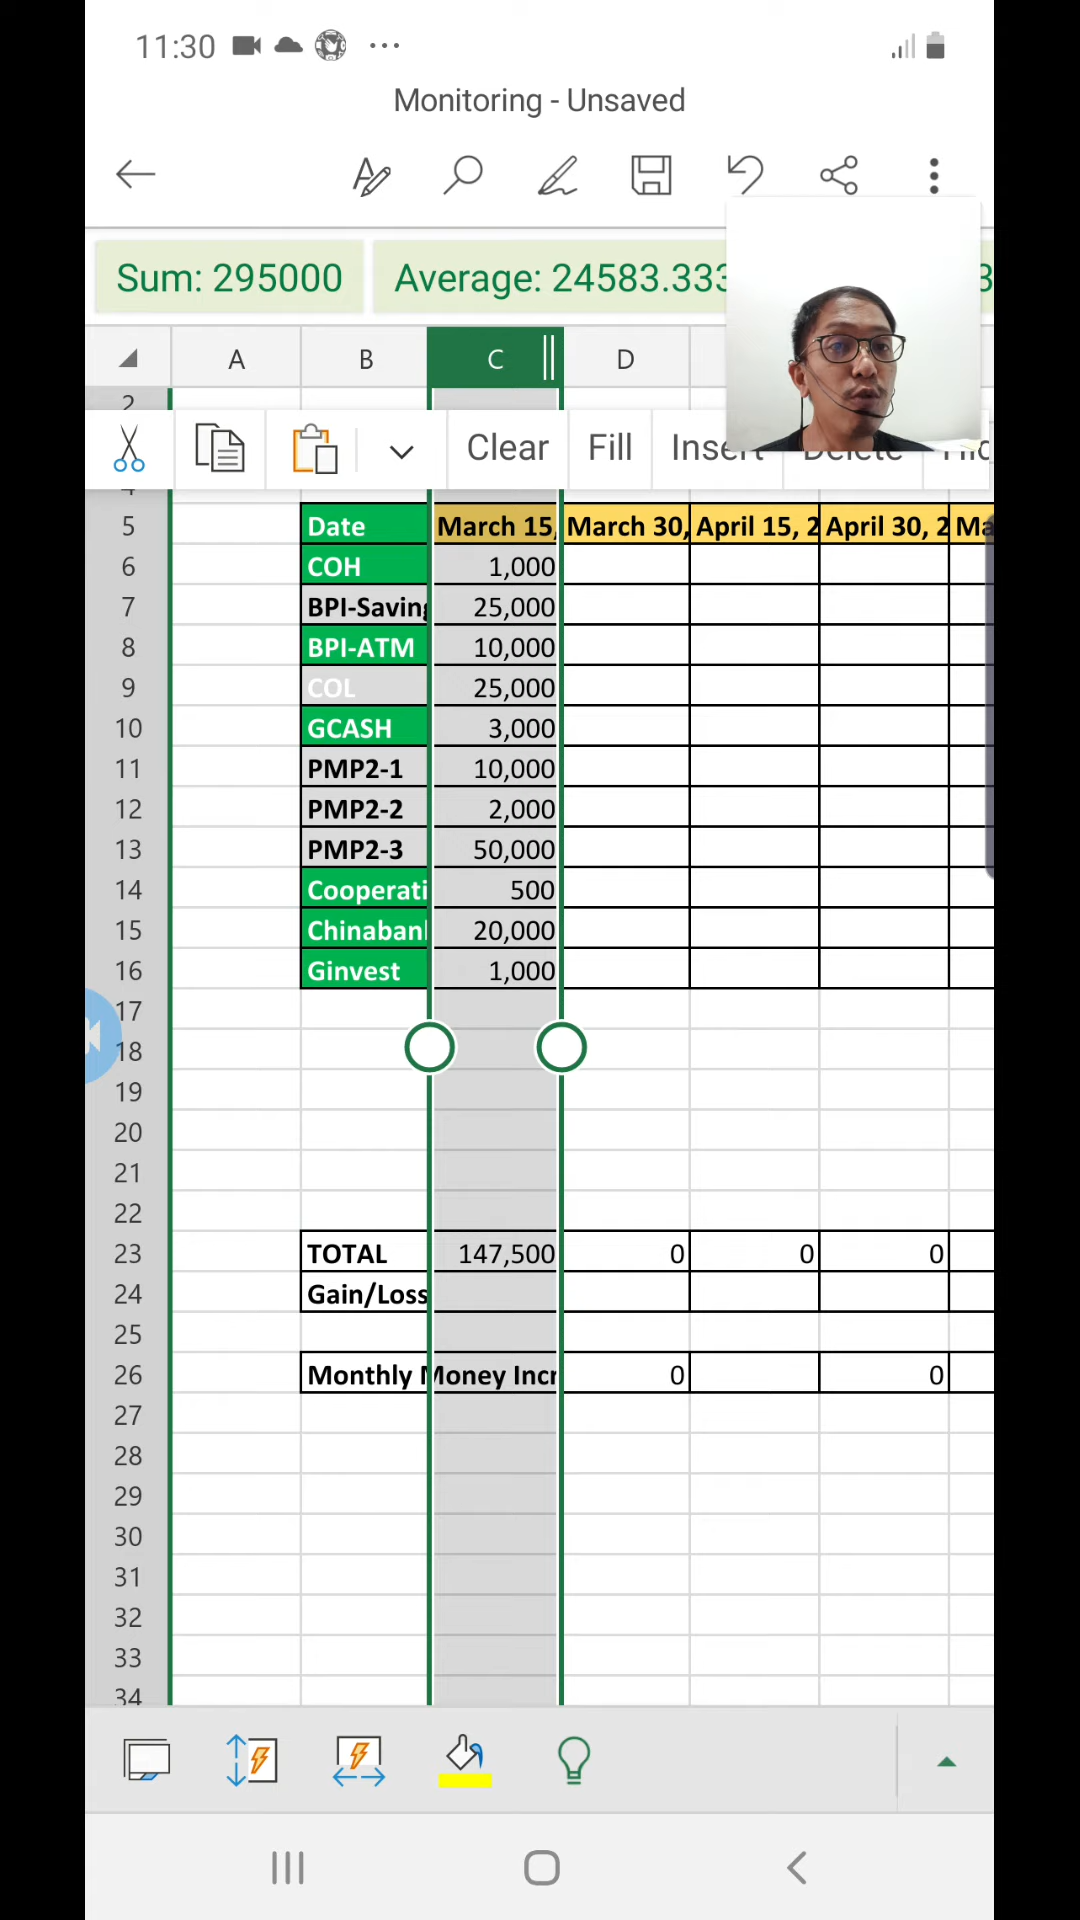 11:30
Monitoring - Unsaved
Sum: 295000 Average: 24583.333
A B C D
2
Clear Fill
5 Date March 15, March 30, April 15, 2 April 30, 2 Ma
6 COH 1,000
7 BPI-Saving 25,000
8 BPI-ATM 10,000
9 COL 25,000
10 GCASH 3,000
11 PMP2-1 10,000
12 PMP2-2 2,000
13 PMP2-3 50,000
14 Cooperati 500
15 Chinaban 20,000
16 Ginvest 1,000
17
18
19
20
21
22
23 TOTAL 147,500 0 0 0
24 Gain/Loss
25
26 Monthly Money Incr 0 0
27
28
29
30
31
32
33
34